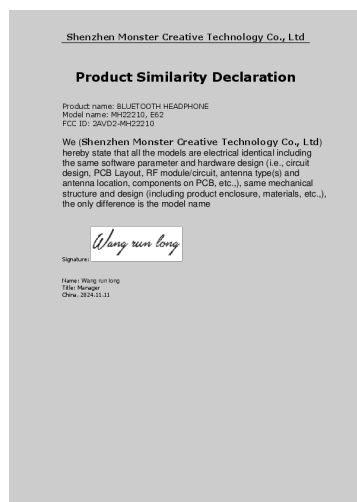 Shenzhen Monster Creative Technology Co., Ltd
Product Similarity Declaration
Product name: BLUETOOTH HEADPHONE
Model name: MH22210, E62
FCC ID: 2AVD2-MH22210
We (Shenzhen Monster Creative Technology Co., Ltd)
hereby state that all the models are electrical identical including
the same software parameter and hardware design (i.e., circuit
design, PCB Layout, RF module/circuit, antenna type(s) and
antenna location, components on PCB, etc.,), same mechanical
structure and design (including product enclosure, materials, etc.,),
the only difference is the model name
Signature: Wang run long
Name: Wang run long
Title: Manager
China, 2024.11.11